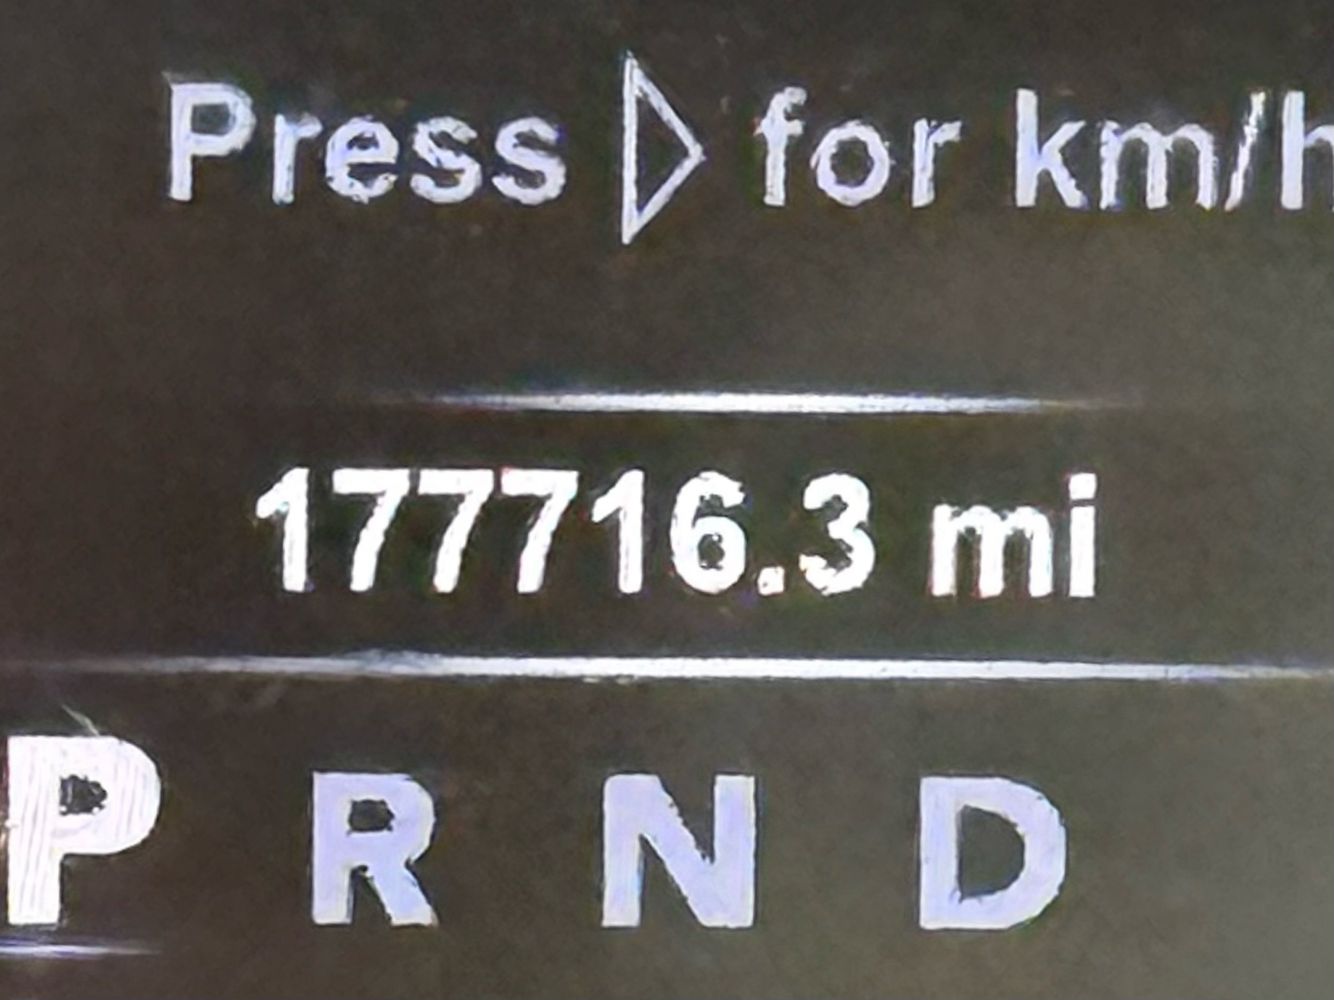 Press ▷ for km/h
177716.3 mi
P R N D